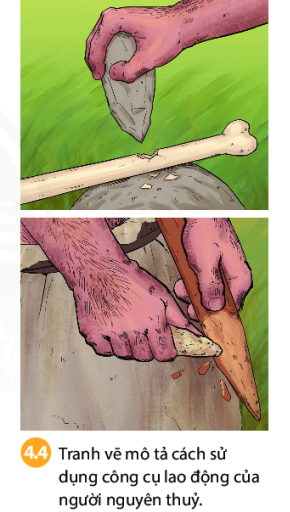 4.4 Tranh vẽ mô tả cách sử
dụng công cụ lao động của
người nguyên thuỷ.